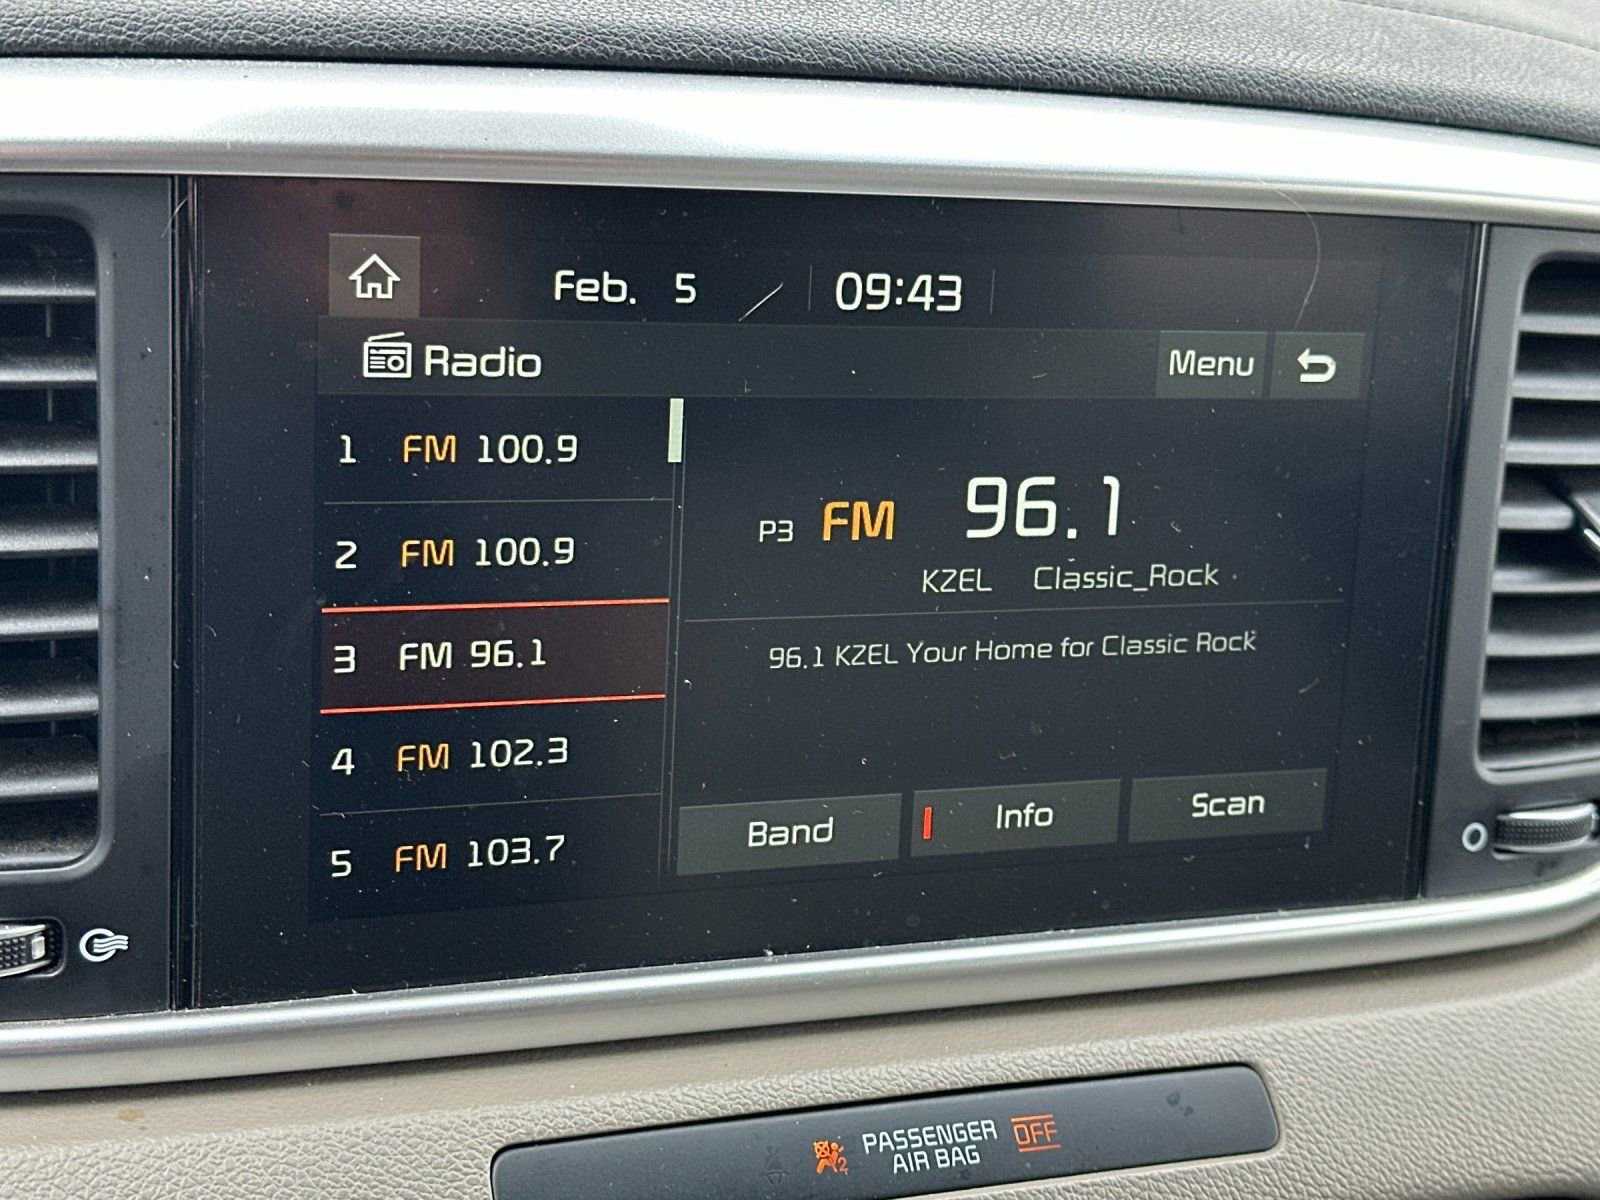 Feb. 5 09:43
Radio Menu
1 FM 100.9
2 FM 100.9
3 FM 96.1
4 FM 102.3
5 FM 103.7
P3 FM 96.1
KZEL Classic_Rock
96.1 KZEL Your Home for Classic Rock
Band Info Scan
2 PASSENGER OFF
AIR BAG